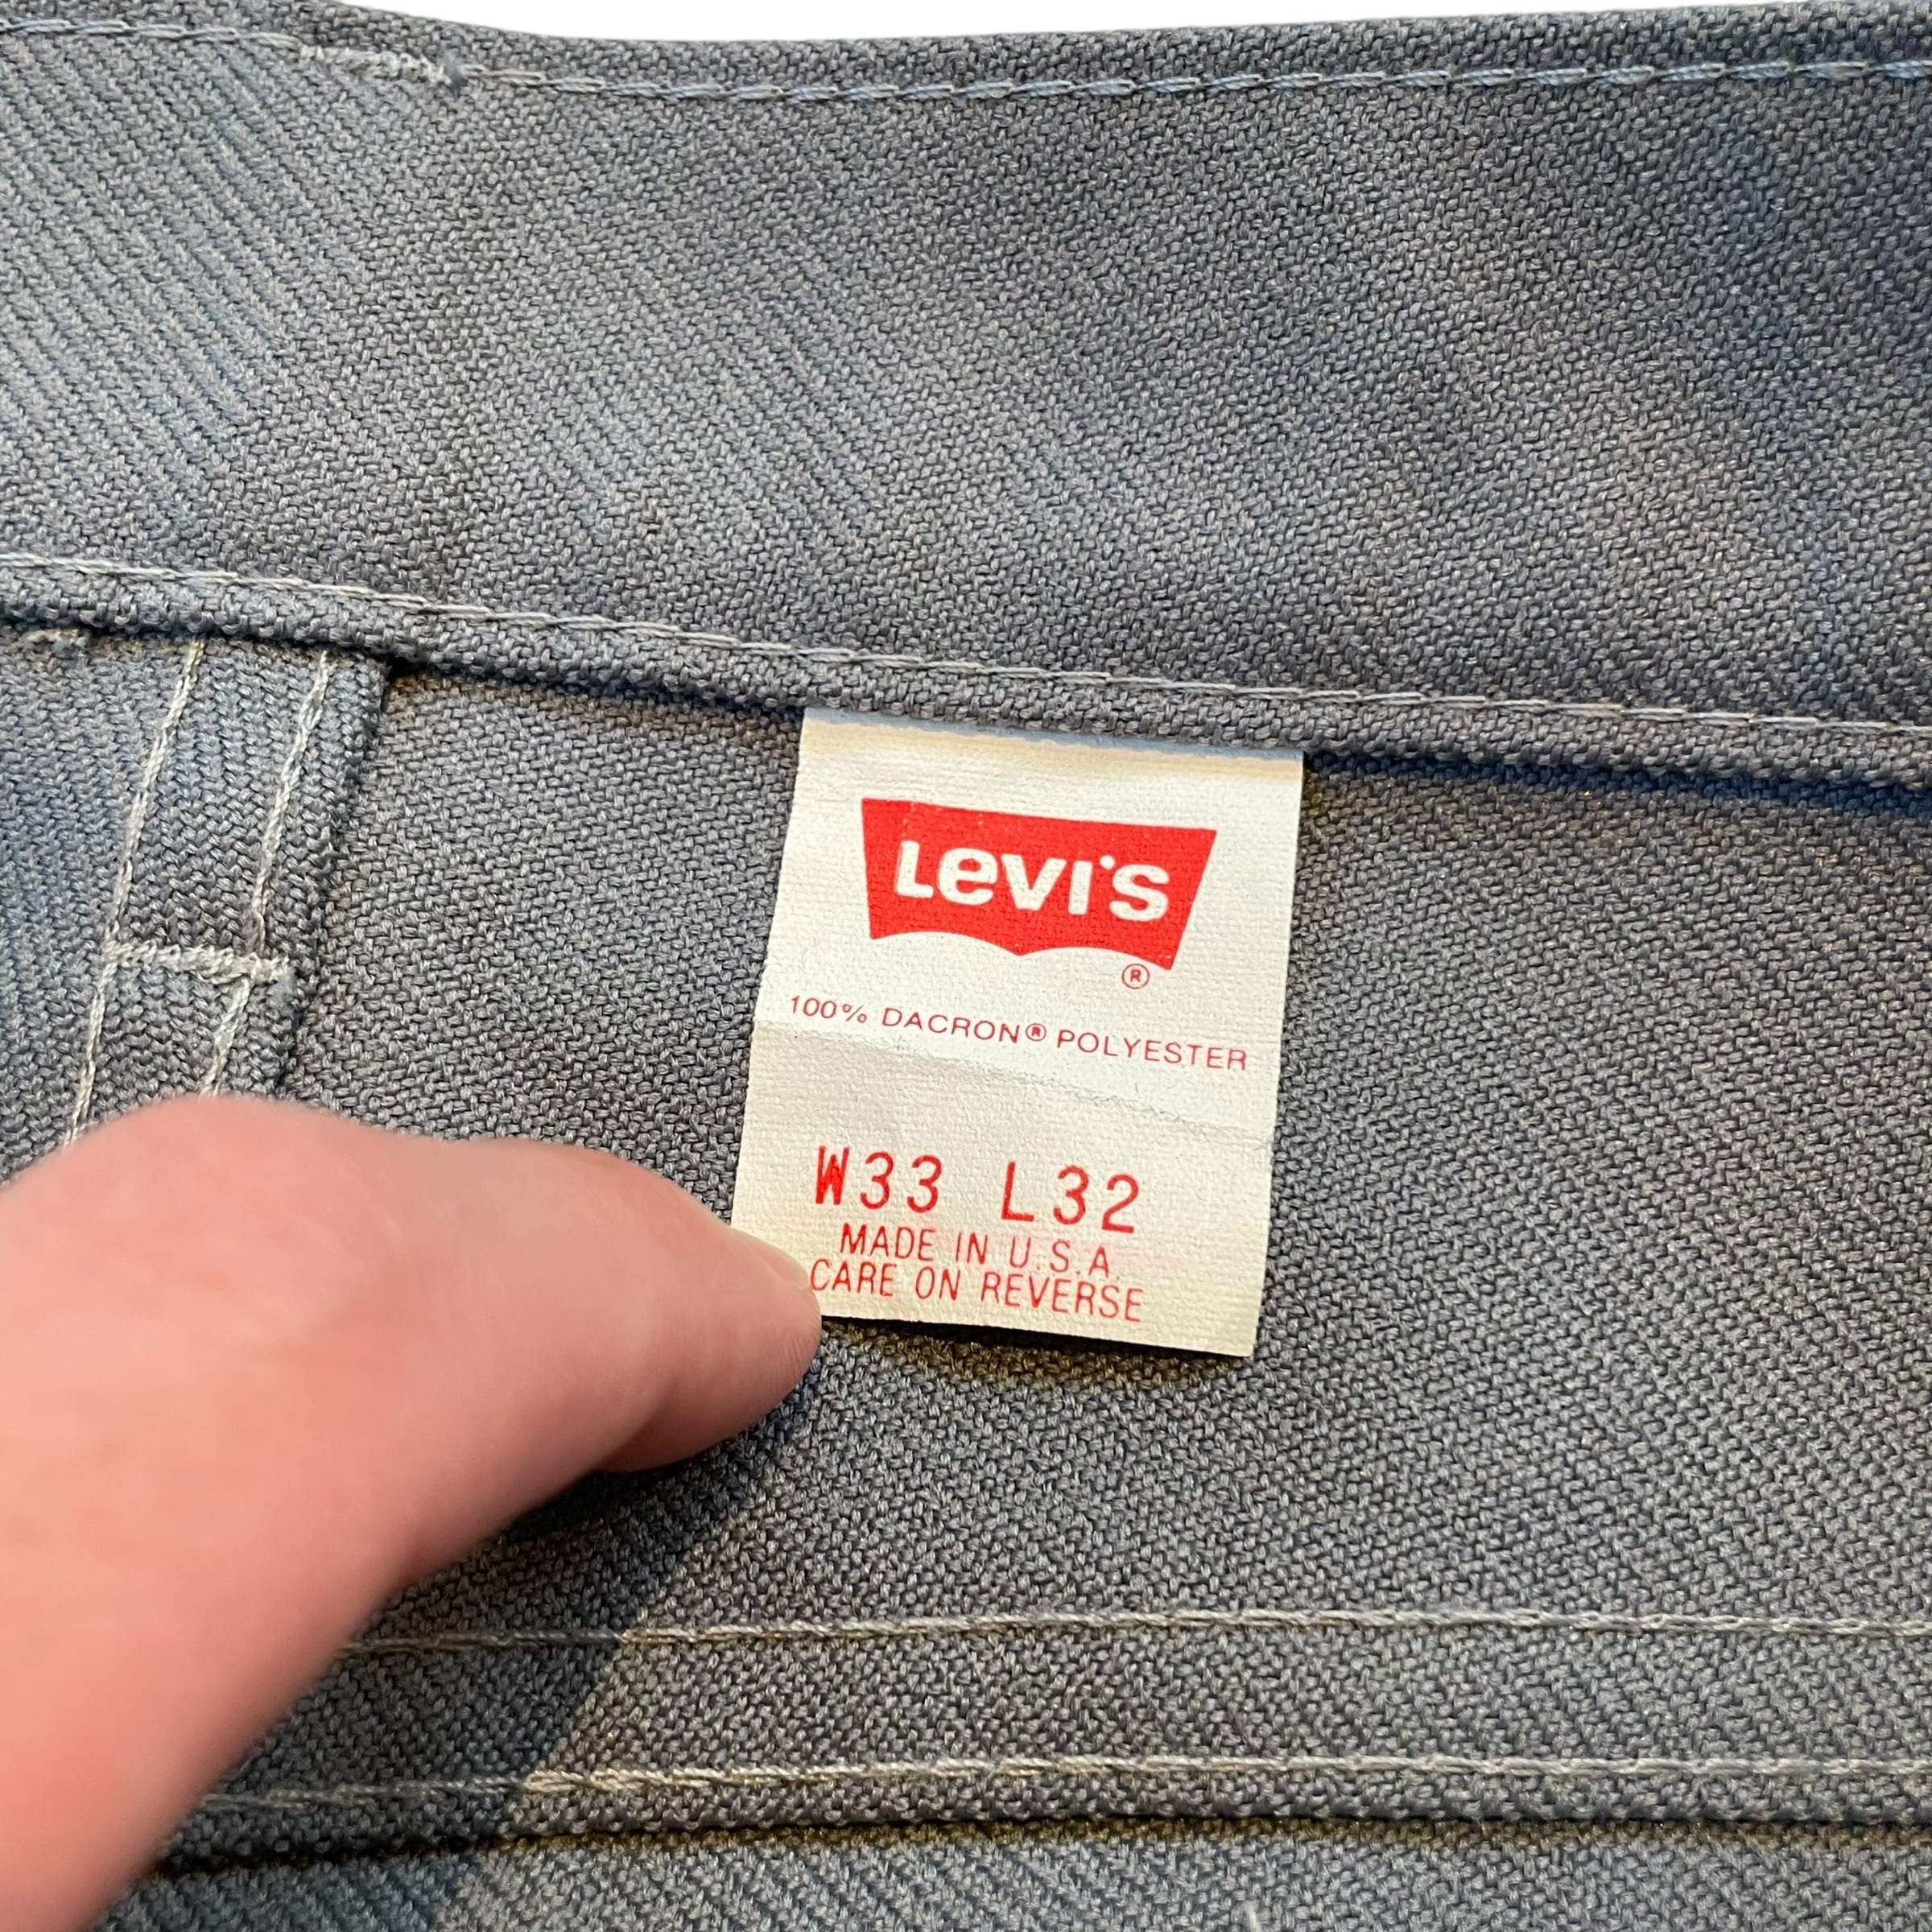 Levi's
®
100% DACRON® POLYESTER
W33 L32
MADE IN U.S.A
CARE ON REVERSE